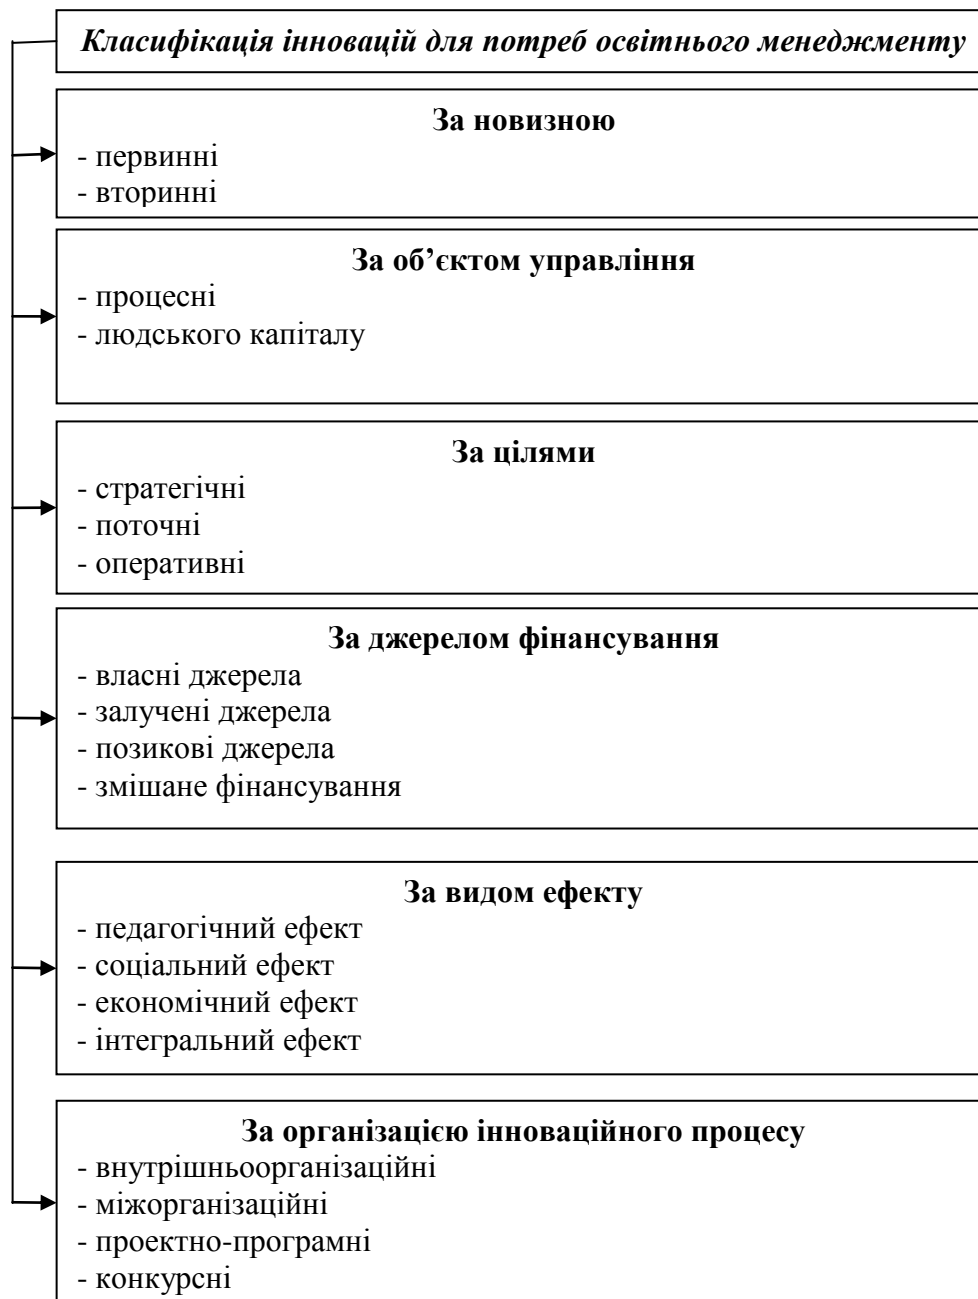 Класифікація інновацій для потреб освітнього менеджменту
За новизною
- первинні
- вторинні
За об’єктом управління
- процесні
- людського капіталу
За цілями
- стратегічні
- поточні
- оперативні
За джерелом фінансування
- власні джерела
- залучені джерела
- позикові джерела
- змішане фінансування
За видом ефекту
- педагогічний ефект
- соціальний ефект
- економічний ефект
- інтегральний ефект
За організацією інноваційного процесу
- внутрішньоорганізаційні
- міжорганізаційні
- проектно-програмні
- конкурсні